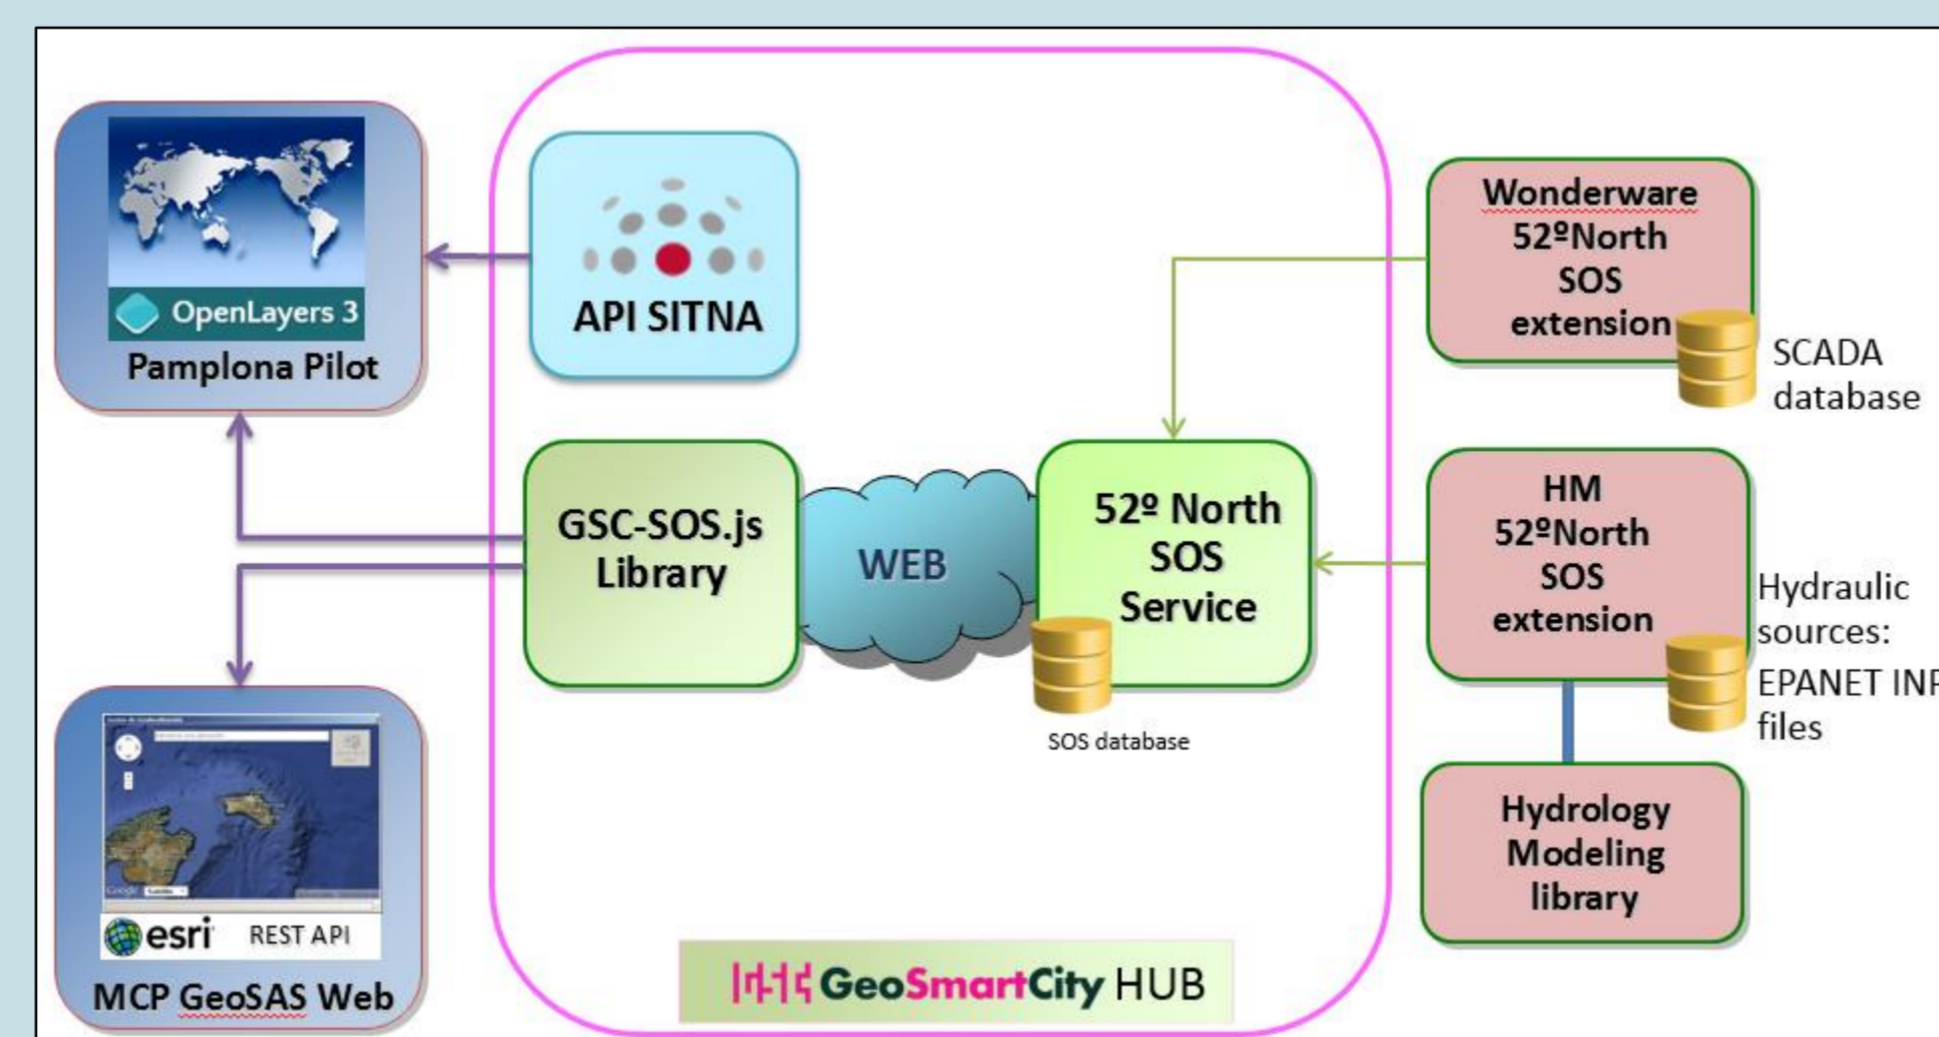 OpenLayers 3
Pamplona Pilot
API SITNA
GSC-SOS.js
Library
WEB
52º North
SOS
Service
SOS database
Wonderware
52ºNorth
SOS
extension
SCADA
database
HM
52ºNorth
SOS
extension
Hydraulic
sources:
EPANET INP
files
Hydrology
Modeling
library
esri REST API
MCP GeoSAS Web
GeoSmartCity HUB